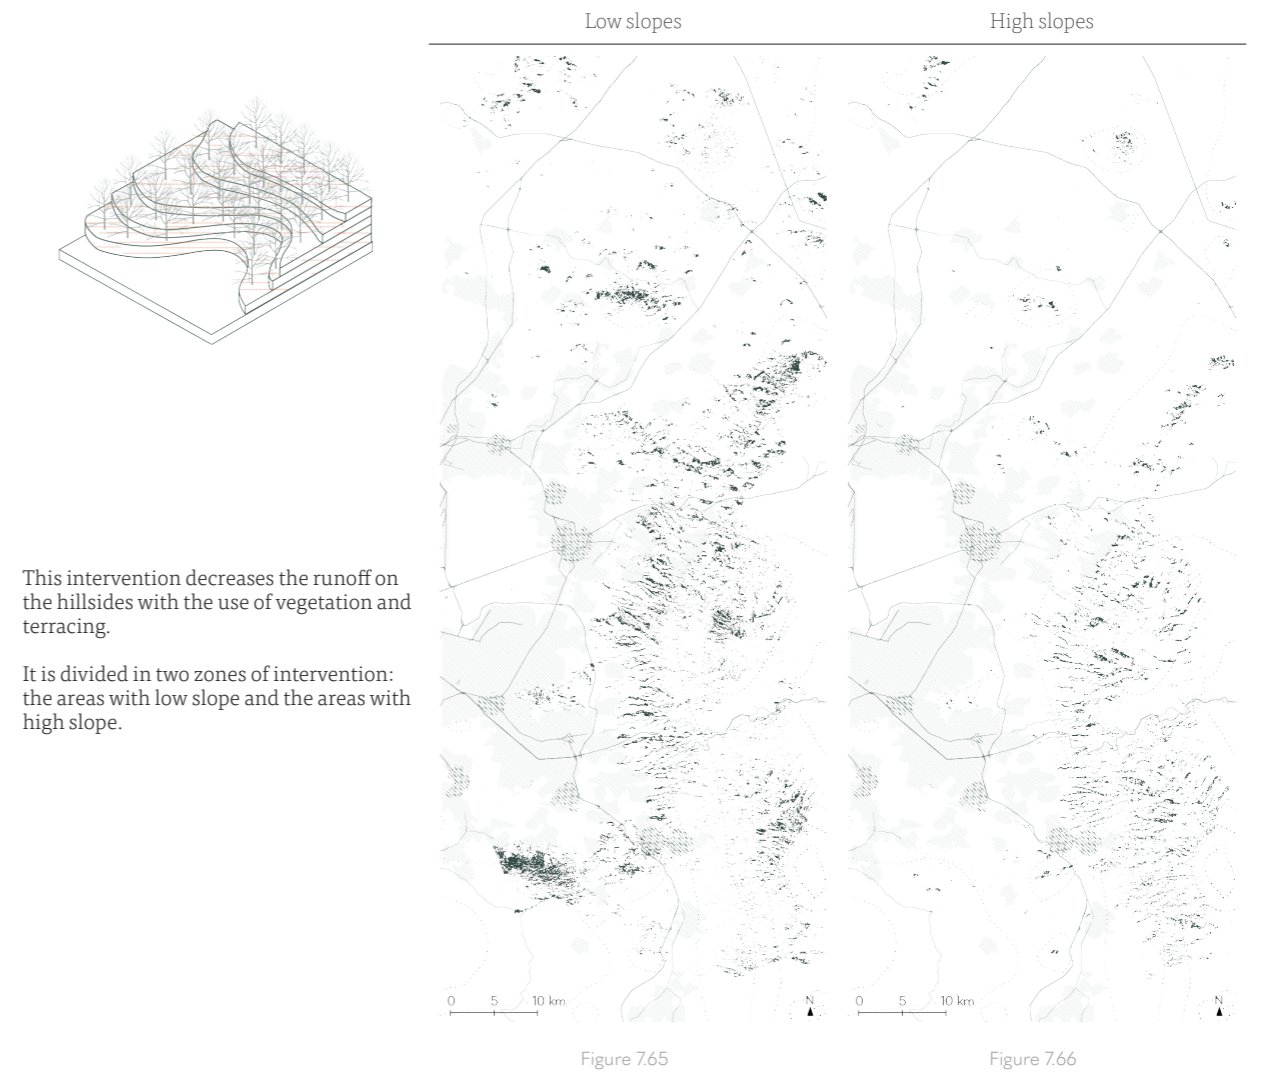 Low slopes
High slopes
This intervention decreases the runoff on
the hillsides with the use of vegetation and
terracing.
It is divided in two zones of intervention:
the areas with low slope and the areas with
high slope.
0 5 10 km
N
0 5 10 km
N
Figure 7.65
Figure 7.66